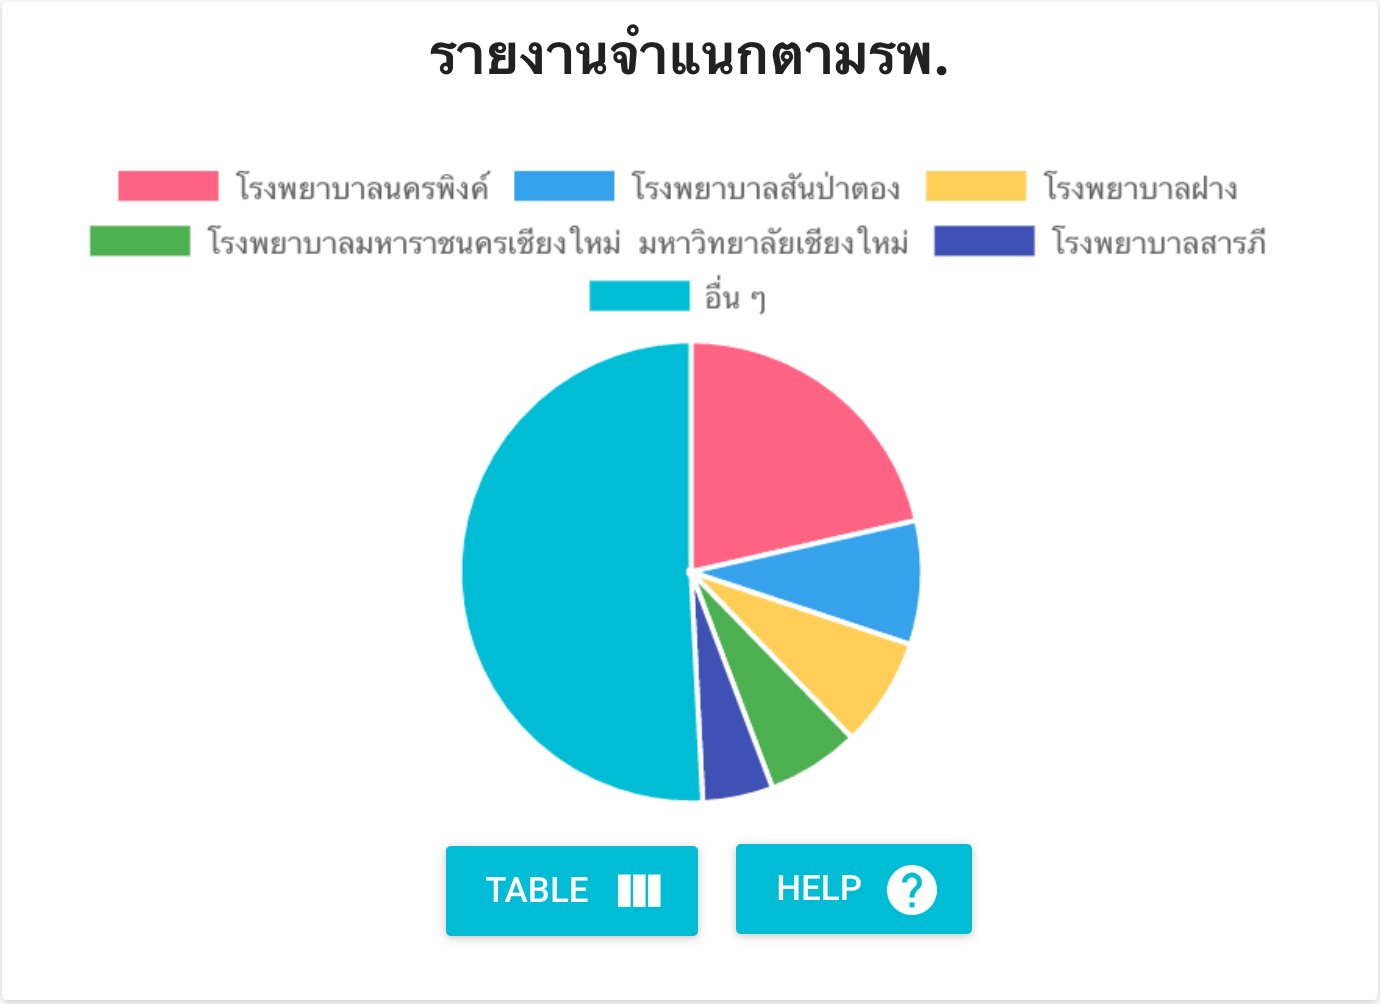 รายงานจำแนกตามรพ.
โรงพยาบาลนครพิงค์ โรงพยาบาลสันป่าตอง โรงพยาบาลฝาง
โรงพยาบาลมหาราชนครเชียงใหม่ มหาวิทยาลัยเชียงใหม่ โรงพยาบาลสารภี
อื่น ๆ
TABLE HELP ?